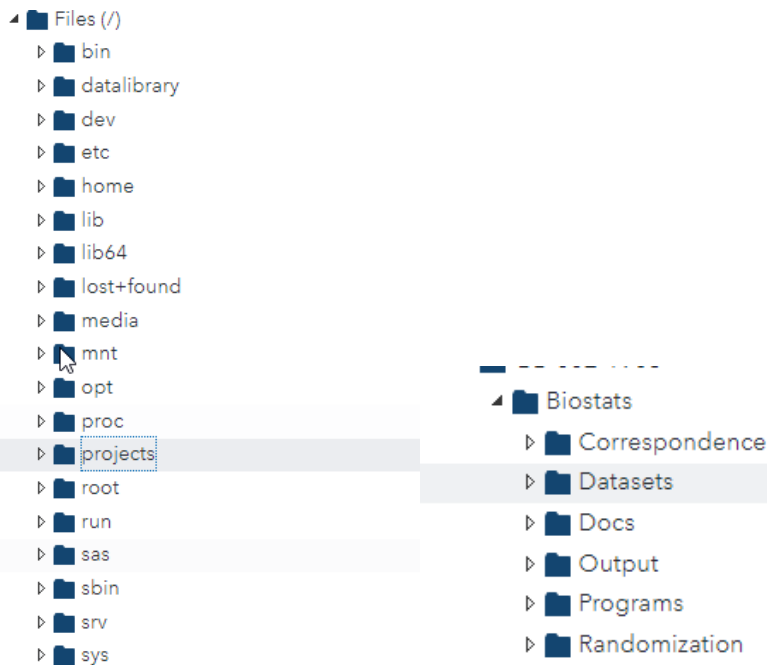 Files (/)
bin
datalibrary
dev
etc
home
lib
lib64
lost+found
media
mnt
opt
proc
projects
root
run
sas
sbin
srv
sys
Biostats
Correspondence
Datasets
Docs
Output
Programs
Randomization